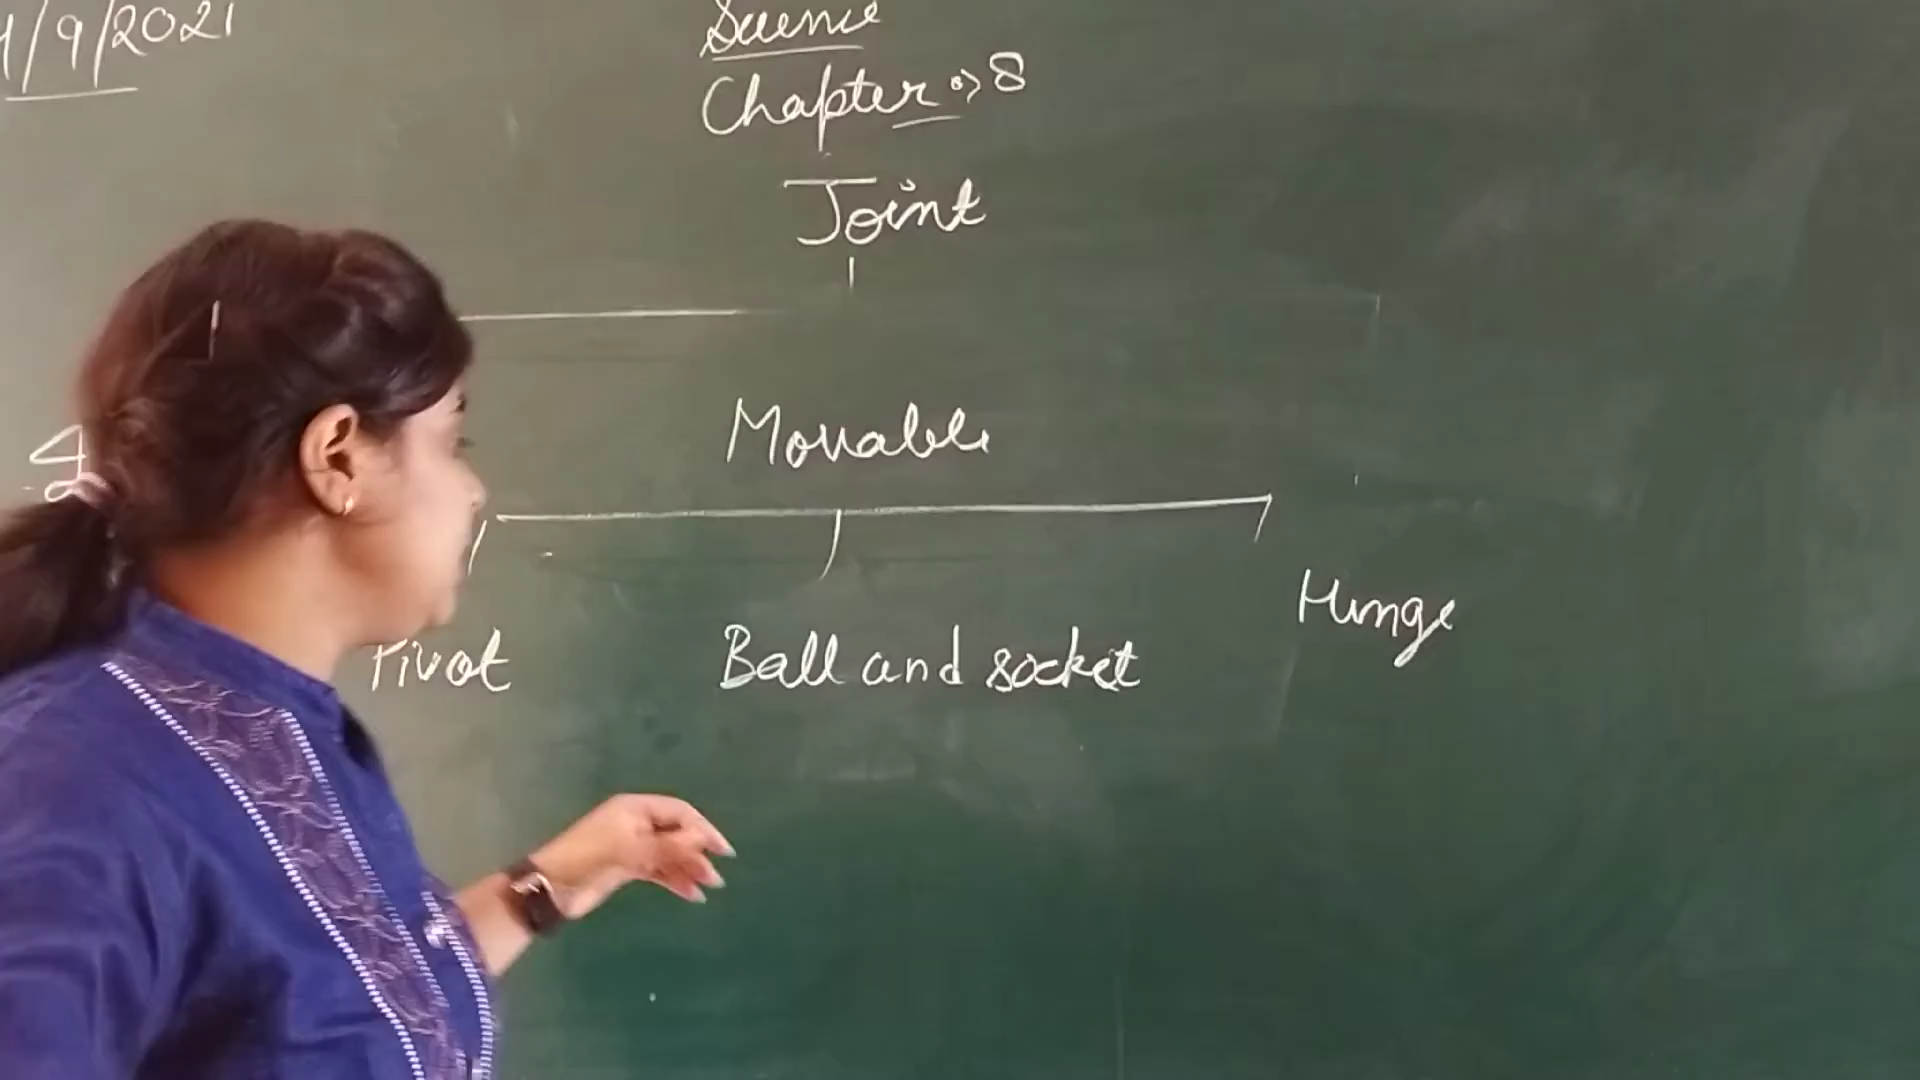 /9/2021
Science
Chapter :> 8
Joint
Movable
Pivot
Ball and socket
Hinge